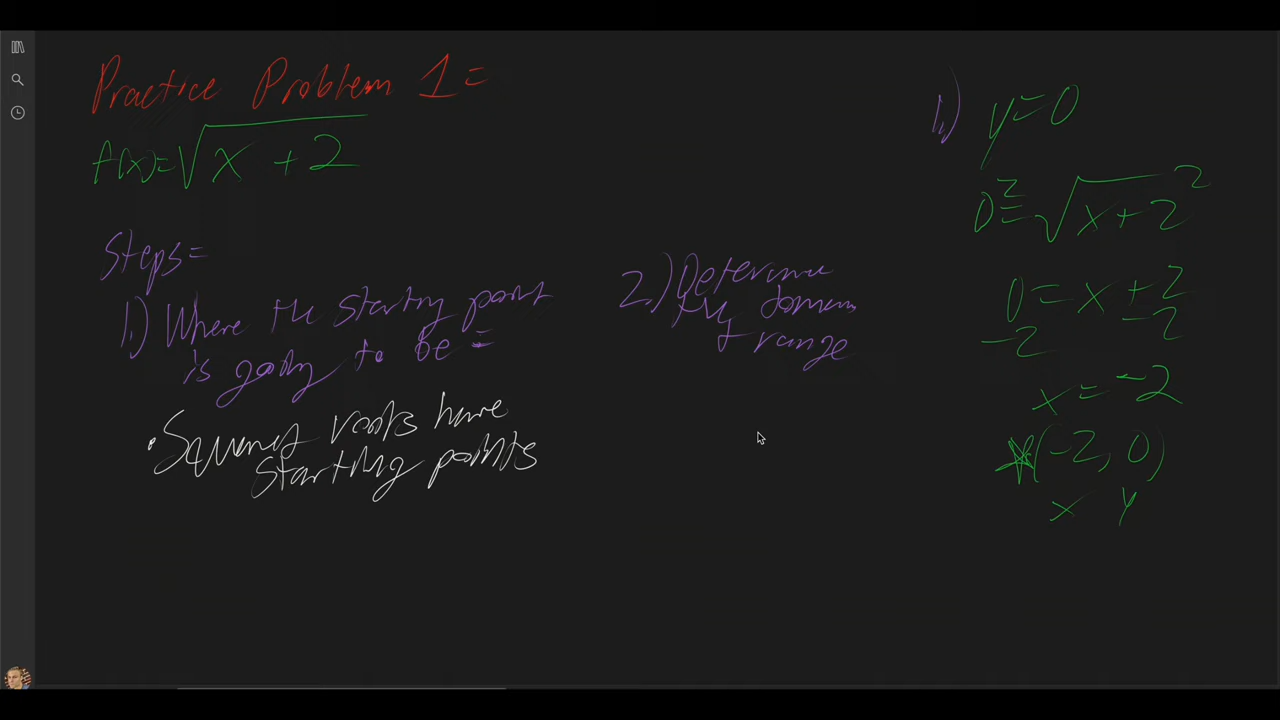 Practice Problem 1=
f(x)=√x + 2
Steps=
1.) Where the starting point
is going to be =
• Squares roots have
starting points
2.) Determine
the domain
+ range
1.) y=0
0²=√x+2²
0=x+2
-2 -2
x=-2
(-2, 0)
x y